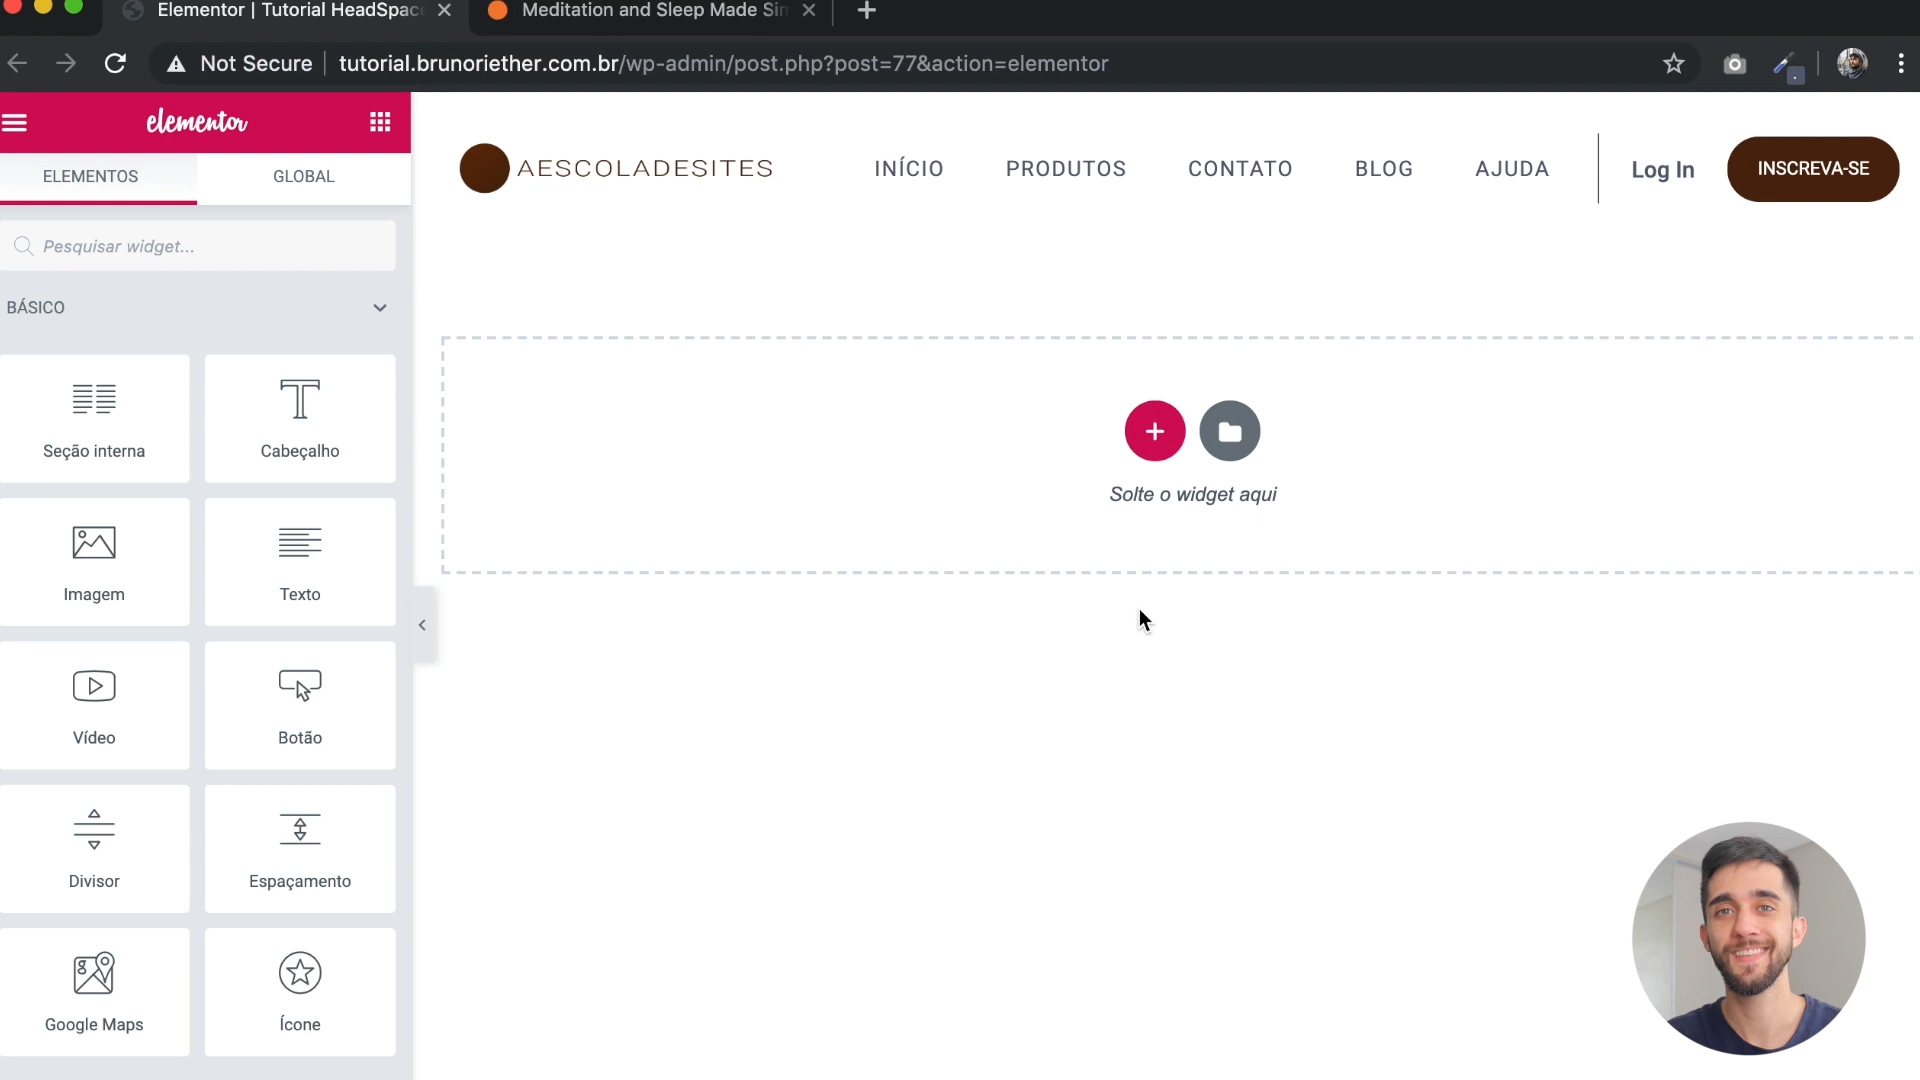 Elementor | Tutorial HeadSpac
Meditation and Sleep Made Sim
Not Secure
tutorial.brunoriether.com.br/wp-admin/post.php?post=77&action=elementor
elementor
ELEMENTOS
GLOBAL
Pesquisar widget...
BÁSICO
Seção interna
Cabeçalho
Imagem
Texto
Vídeo
Botão
Divisor
Espaçamento
Google Maps
Ícone
AESCOLADESITES
INÍCIO
PRODUTOS
CONTATO
BLOG
AJUDA
Log In
INSCREVA-SE
Solte o widget aqui